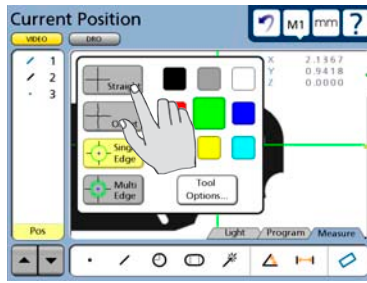 Current Position
M1 mm ?
VIDEO DRO
1
2
3
X 2.1367
Y 0.9418
Z 0.0000
Straight
Single
Edge
Multi
Edge
Tool
Options...
Pos
Light Program Measure